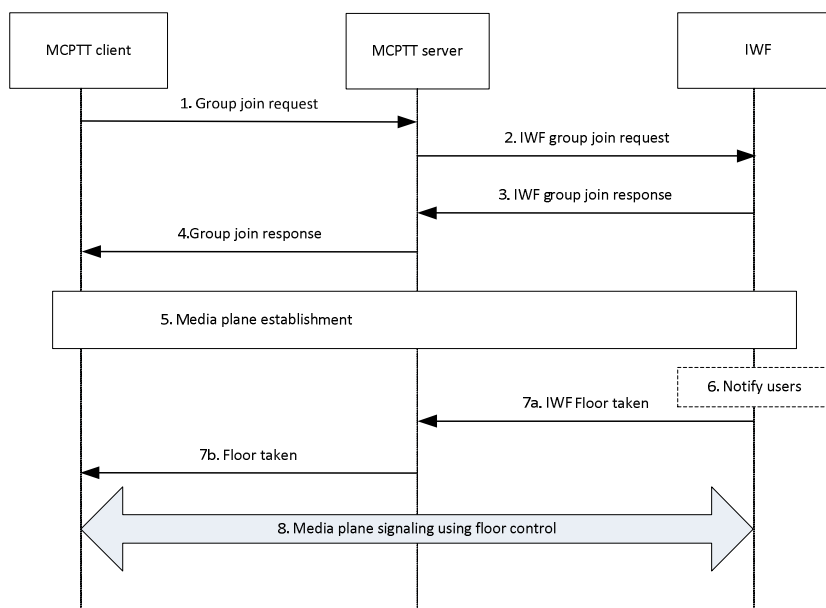 MCPTT client
MCPTT server
IWF
1. Group join request
2. IWF group join request
3. IWF group join response
4.Group join response
5. Media plane establishment
6. Notify users
7a. IWF Floor taken
7b. Floor taken
8. Media plane signaling using floor control